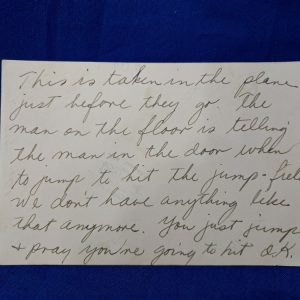 This is taken in the plane
just before they go. The
man on the floor is telling
the man in the door when
to jump to hit the jump-field
We dont have anything like
that anymore. You just jump
+ pray you're going to hit O.K.